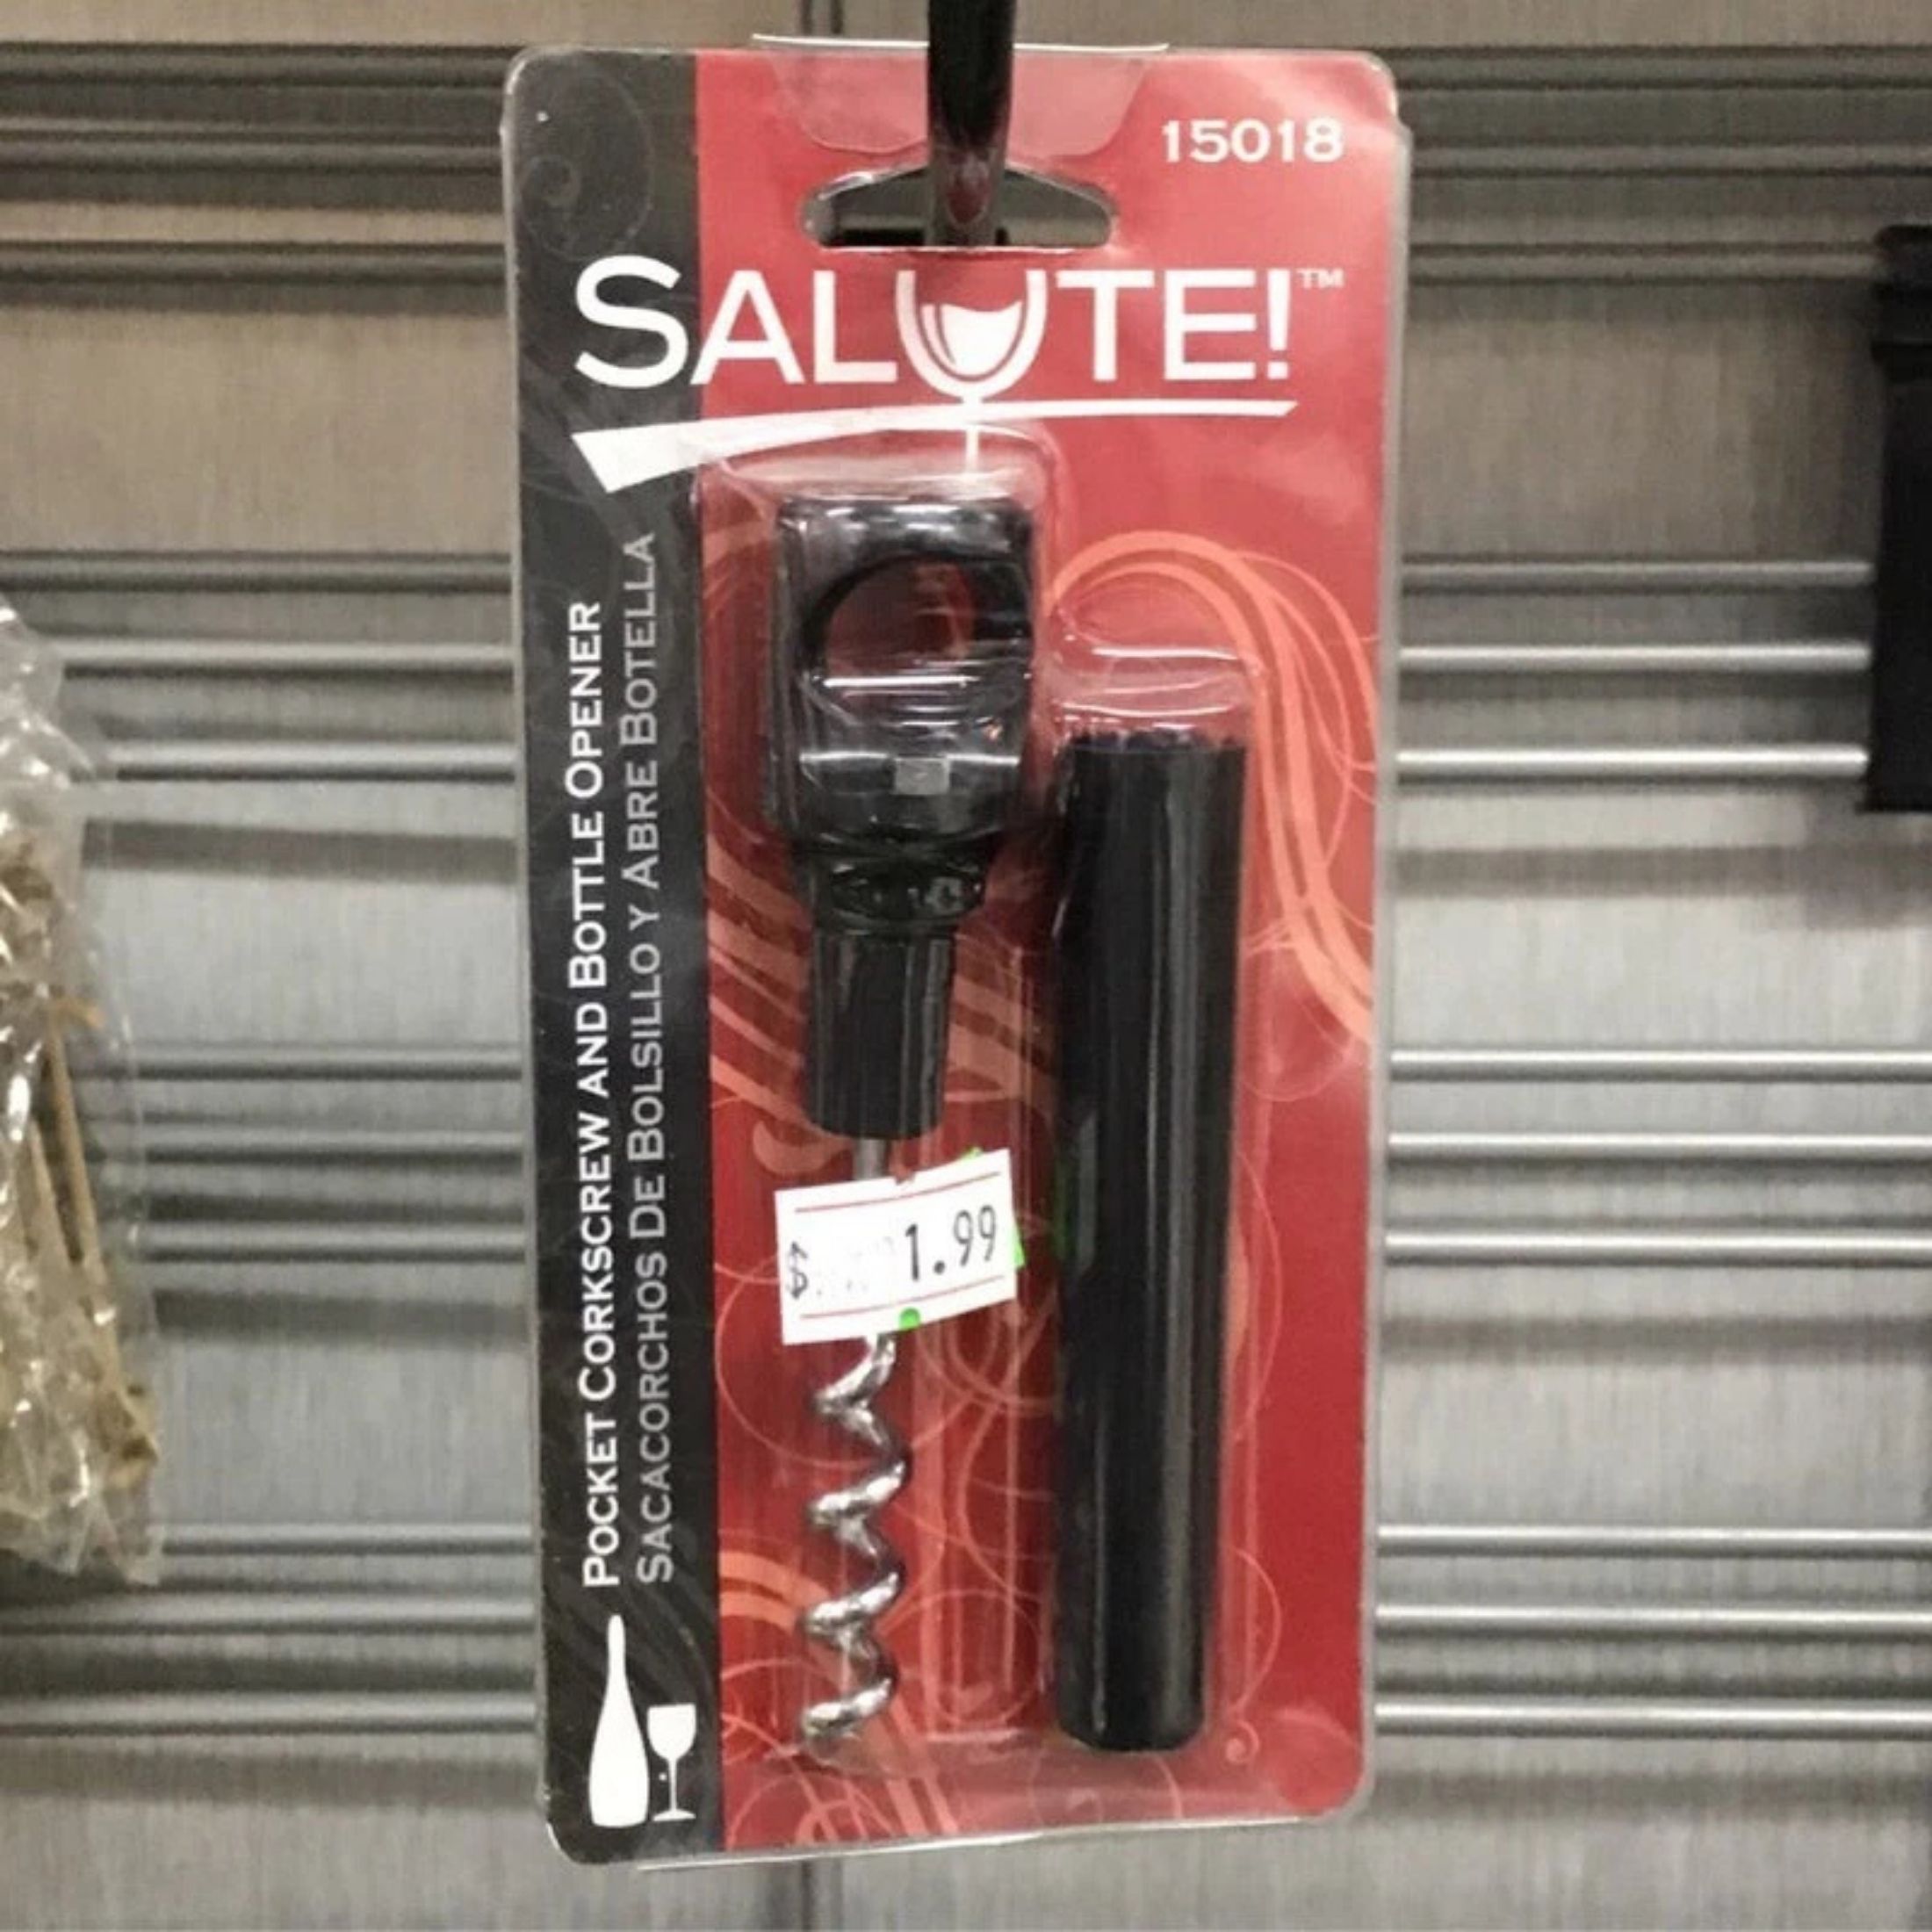 15018
SALUTE!™
POCKET CORKSCREW AND BOTTLE OPENER
SACACORCHOS DE BOLSILLO Y ABRE BOTELLA
$ 1.99